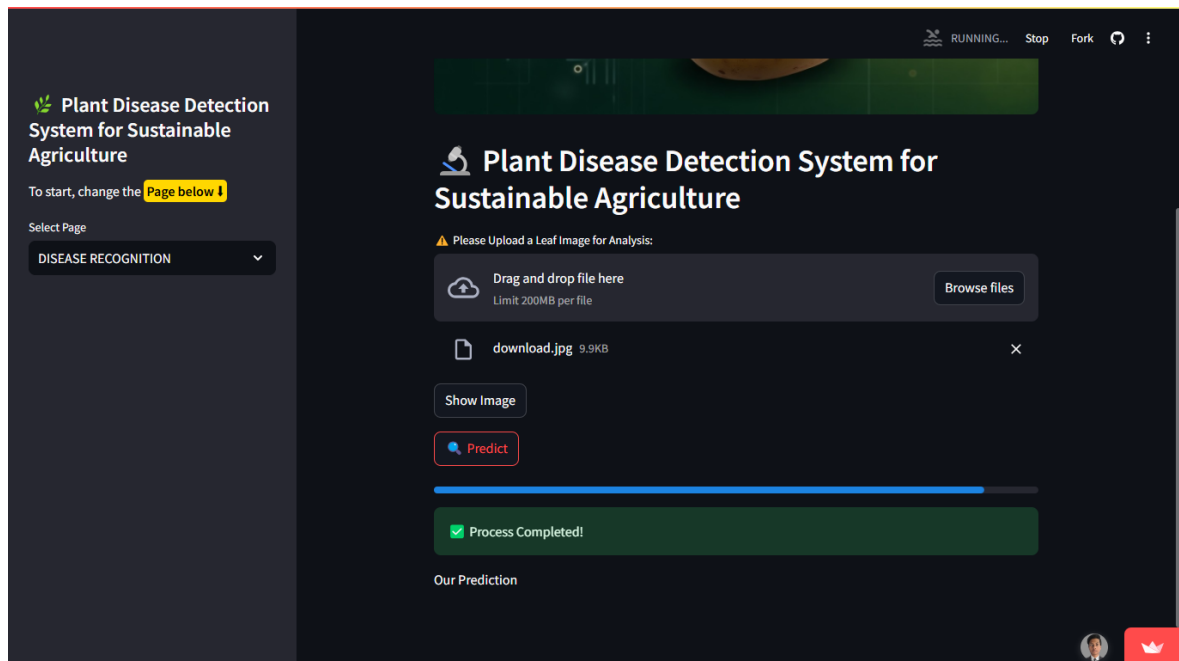 RUNNING... Stop Fork
Plant Disease Detection
System for Sustainable
Agriculture
To start, change the Page below
Select Page
DISEASE RECOGNITION
Plant Disease Detection System for
Sustainable Agriculture
Please Upload a Leaf Image for Analysis:
Drag and drop file here
Limit 200MB per file
Browse files
download.jpg 9.9KB
Show Image
Predict
Process Completed!
Our Prediction